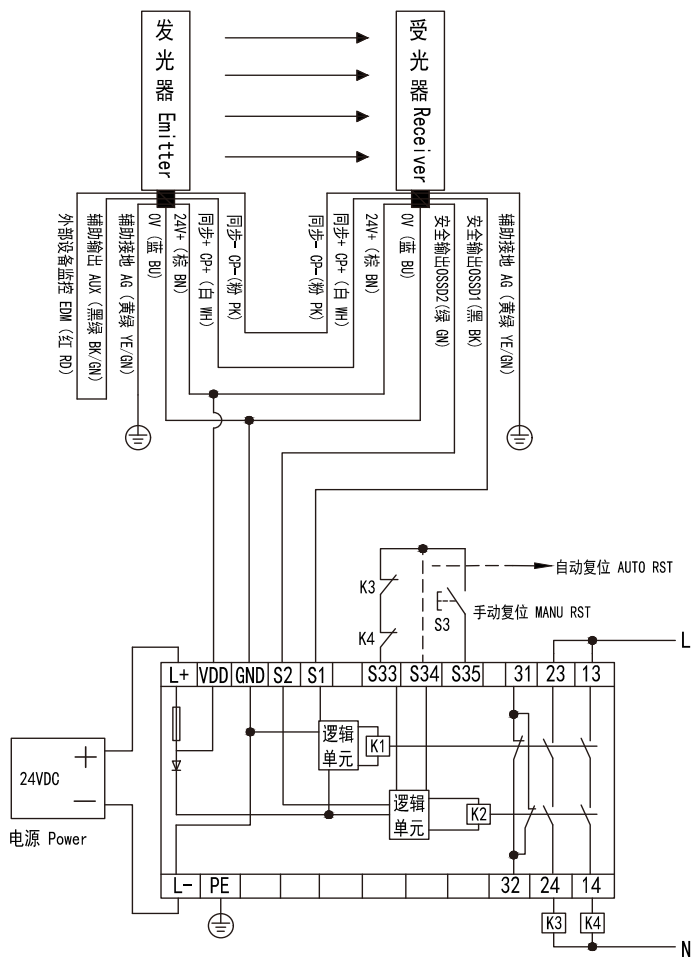 发光器 Emitter
受光器 Receiver
外部设备监控 EDM (红 RD)
辅助输出 AUX (黑绿 BK/GN)
辅助接地 AG (黄绿 YE/GN)
0V (蓝 BU)
24V+ (棕 BN)
同步+ CP+ (白 WH)
同步- CP-(粉 PK)
同步- CP-(粉 PK)
同步+ CP+ (白 WH)
24V+ (棕 BN)
0V (蓝 BU)
安全输出OSSD2(绿 GN)
安全输出OSSD1(黑 BK)
辅助接地 AG (黄绿 YE/GN)
K3
自动复位 AUTO RST
S3
手动复位 MANU RST
K4
L
L+ VDD GND S2 S1 S33 S34 S35 31 23 13
24VDC
电源 Power
逻辑
单元
K1
逻辑
单元
K2
L- PE 32 24 14
K3 K4
N